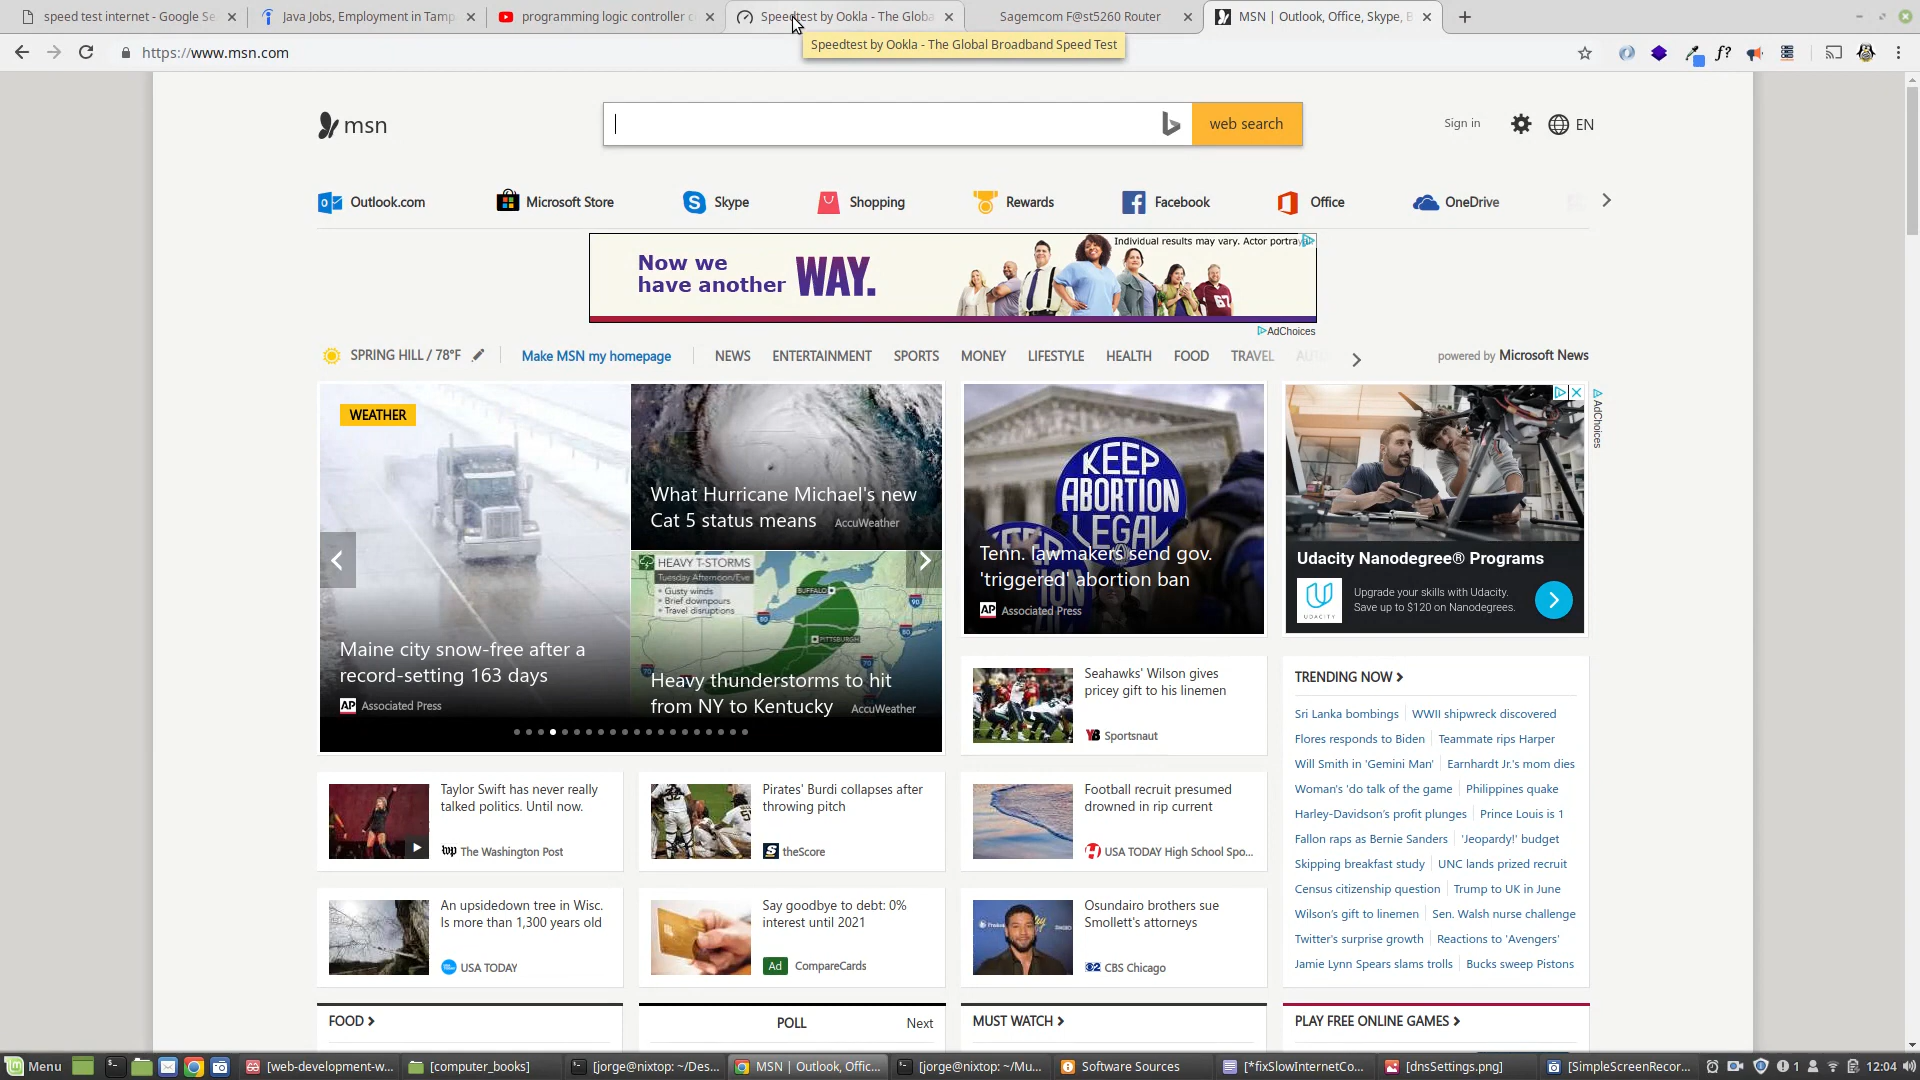 speed test internet - Google Se
Java Jobs, Employment in Tamp
programming logic controller c
Speedtest by Ookla - The Globa
Sagemcom F@st5260 Router
MSN | Outlook, Office, Skype, B
https://www.msn.com
Speedtest by Ookla - The Global Broadband Speed Test
f?
msn
web search
Sign in
EN
Outlook.com
Microsoft Store
Skype
Shopping
Rewards
Facebook
Office
OneDrive
Now we
have another WAY.
Individual results may vary. Actor portrayal
67
AdChoices
SPRING HILL / 78°F
Make MSN my homepage
NEWS
ENTERTAINMENT
SPORTS
MONEY
LIFESTYLE
HEALTH
FOOD
TRAVEL
AUTO
powered by Microsoft News
WEATHER
Maine city snow-free after a
record-setting 163 days
AP Associated Press
What Hurricane Michael's new
Cat 5 status means AccuWeather
HEAVY T-STORMS
Tuesday Afternoon/Eve
• Gusty winds
• Brief downpours
• Travel disruptions
BUFFALO
PITTSBURGH
90
80
80
70
Heavy thunderstorms to hit
from NY to Kentucky AccuWeather
KEEP
ABORTION
LEGAL
Tenn. lawmakers send gov.
'triggered' abortion ban
AP Associated Press
AdChoices
Udacity Nanodegree® Programs
UDACITY
Upgrade your skills with Udacity.
Save up to $120 on Nanodegrees.
Seahawks' Wilson gives
pricey gift to his linemen
Sportsnaut
TRENDING NOW
Sri Lanka bombings
WWII shipwreck discovered
Flores responds to Biden
Teammate rips Harper
Will Smith in 'Gemini Man'
Earnhardt Jr.'s mom dies
Woman's 'do talk of the game
Philippines quake
Harley-Davidson's profit plunges
Prince Louis is 1
Fallon raps as Bernie Sanders
'Jeopardy!' budget
Skipping breakfast study
UNC lands prized recruit
Census citizenship question
Trump to UK in June
Wilson's gift to linemen
Sen. Walsh nurse challenge
Twitter's surprise growth
Reactions to 'Avengers'
Jamie Lynn Spears slams trolls
Bucks sweep Pistons
Taylor Swift has never really
talked politics. Until now.
wp The Washington Post
Pirates' Burdi collapses after
throwing pitch
theScore
Football recruit presumed
drowned in rip current
USA TODAY High School Spo...
An upsidedown tree in Wisc.
Is more than 1,300 years old
USA TODAY
Say goodbye to debt: 0%
interest until 2021
Ad CompareCards
Osundairo brothers sue
Smollett's attorneys
CBS Chicago
FOOD
POLL
Next
MUST WATCH
PLAY FREE ONLINE GAMES
Menu
[web-development-w...
[computer_books]
[jorge@nixtop: ~/Des...
MSN | Outlook, Offic...
[jorge@nixtop: ~/Mu...
Software Sources
[*fixSlowInternetCo...
[dnsSettings.png]
[SimpleScreenRecor...
1
12:04